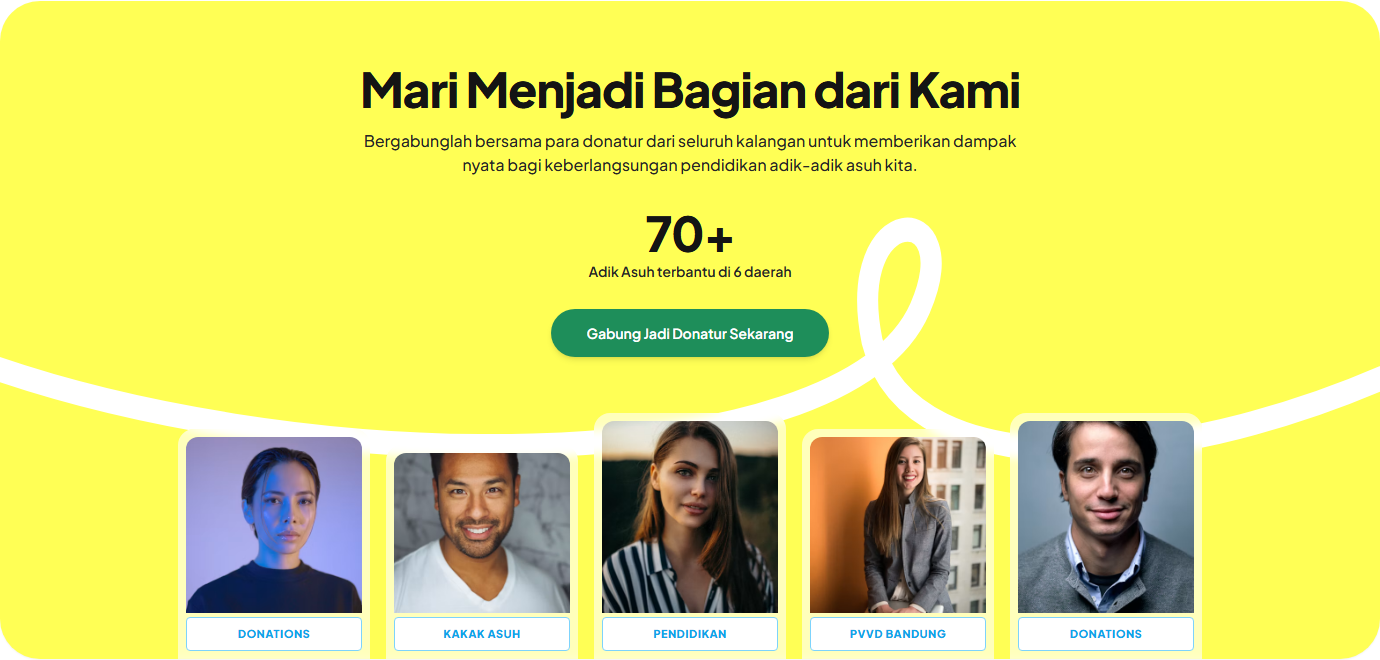 Mari Menjadi Bagian dari Kami
Bergabunglah bersama para donatur dari seluruh kalangan untuk memberikan dampak
nyata bagi keberlangsungan pendidikan adik-adik asuh kita.
70+
Adik Asuh terbantu di 6 daerah
Gabung Jadi Donatur Sekarang
DONATIONS
KAKAK ASUH
PENDIDIKAN
PVVD BANDUNG
DONATIONS